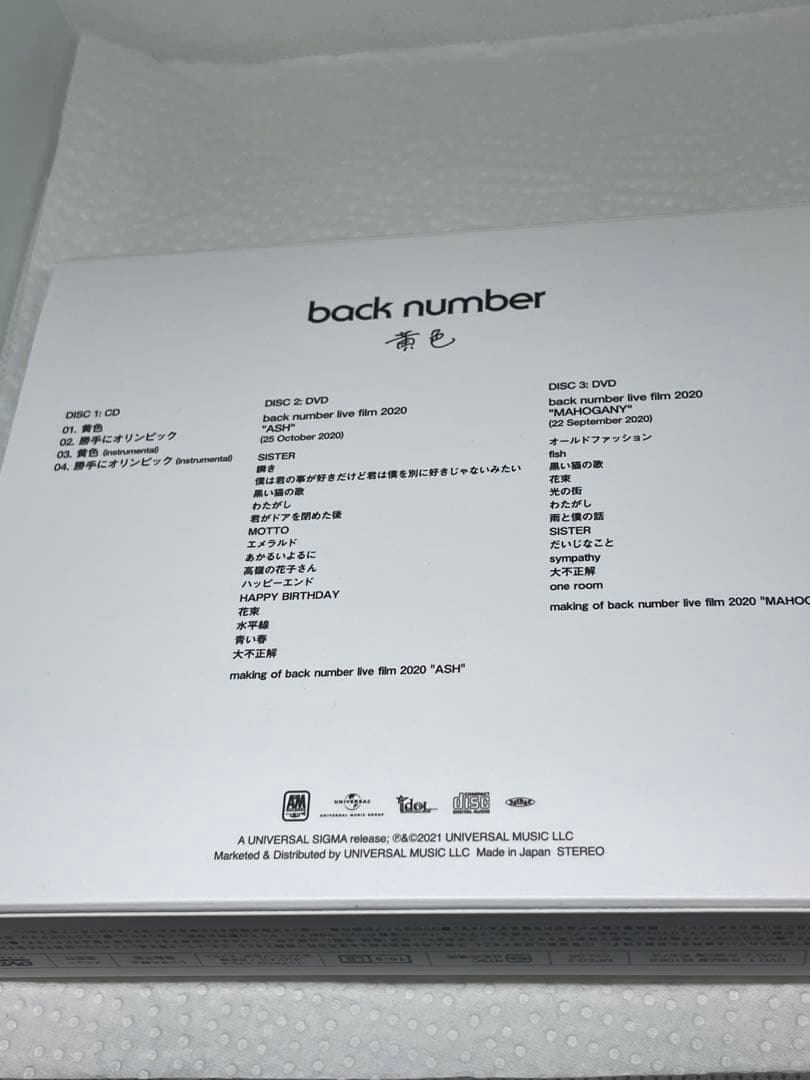 back number
黄色
DISC 1: CD
01. 黄色
02. 勝手にオリンピック
03. 黄色 (instrumental)
04. 勝手にオリンピック (instrumental)
DISC 2: DVD
back number live film 2020
"ASH"
(25 October 2020)
SISTER
瞬き
僕は君の事が好きだけど君は僕を別に好きじゃないみたい
黒い猫の歌
わたがし
君がドアを閉めた後
MOTTO
エメラルド
あかるいよるに
高嶺の花子さん
ハッピーエンド
HAPPY BIRTHDAY
花束
水平線
青い春
大不正解
making of back number live film 2020 "ASH"
DISC 3: DVD
back number live film 2020
"MAHOGANY"
(22 September 2020)
オールドファッション
fish
黒い猫の歌
花束
光の街
わたがし
雨と僕の話
SISTER
だいじなこと
sympathy
大不正解
one room
making of back number live film 2020 "MAHOG
A&M
UNIVERSAL
UNIVERSAL MUSIC GROUP
idol
COMPACT
disc
DIGITAL AUDIO
A UNIVERSAL SIGMA release; ℗&©2021 UNIVERSAL MUSIC LLC
Marketed & Distributed by UNIVERSAL MUSIC LLC Made in Japan STEREO